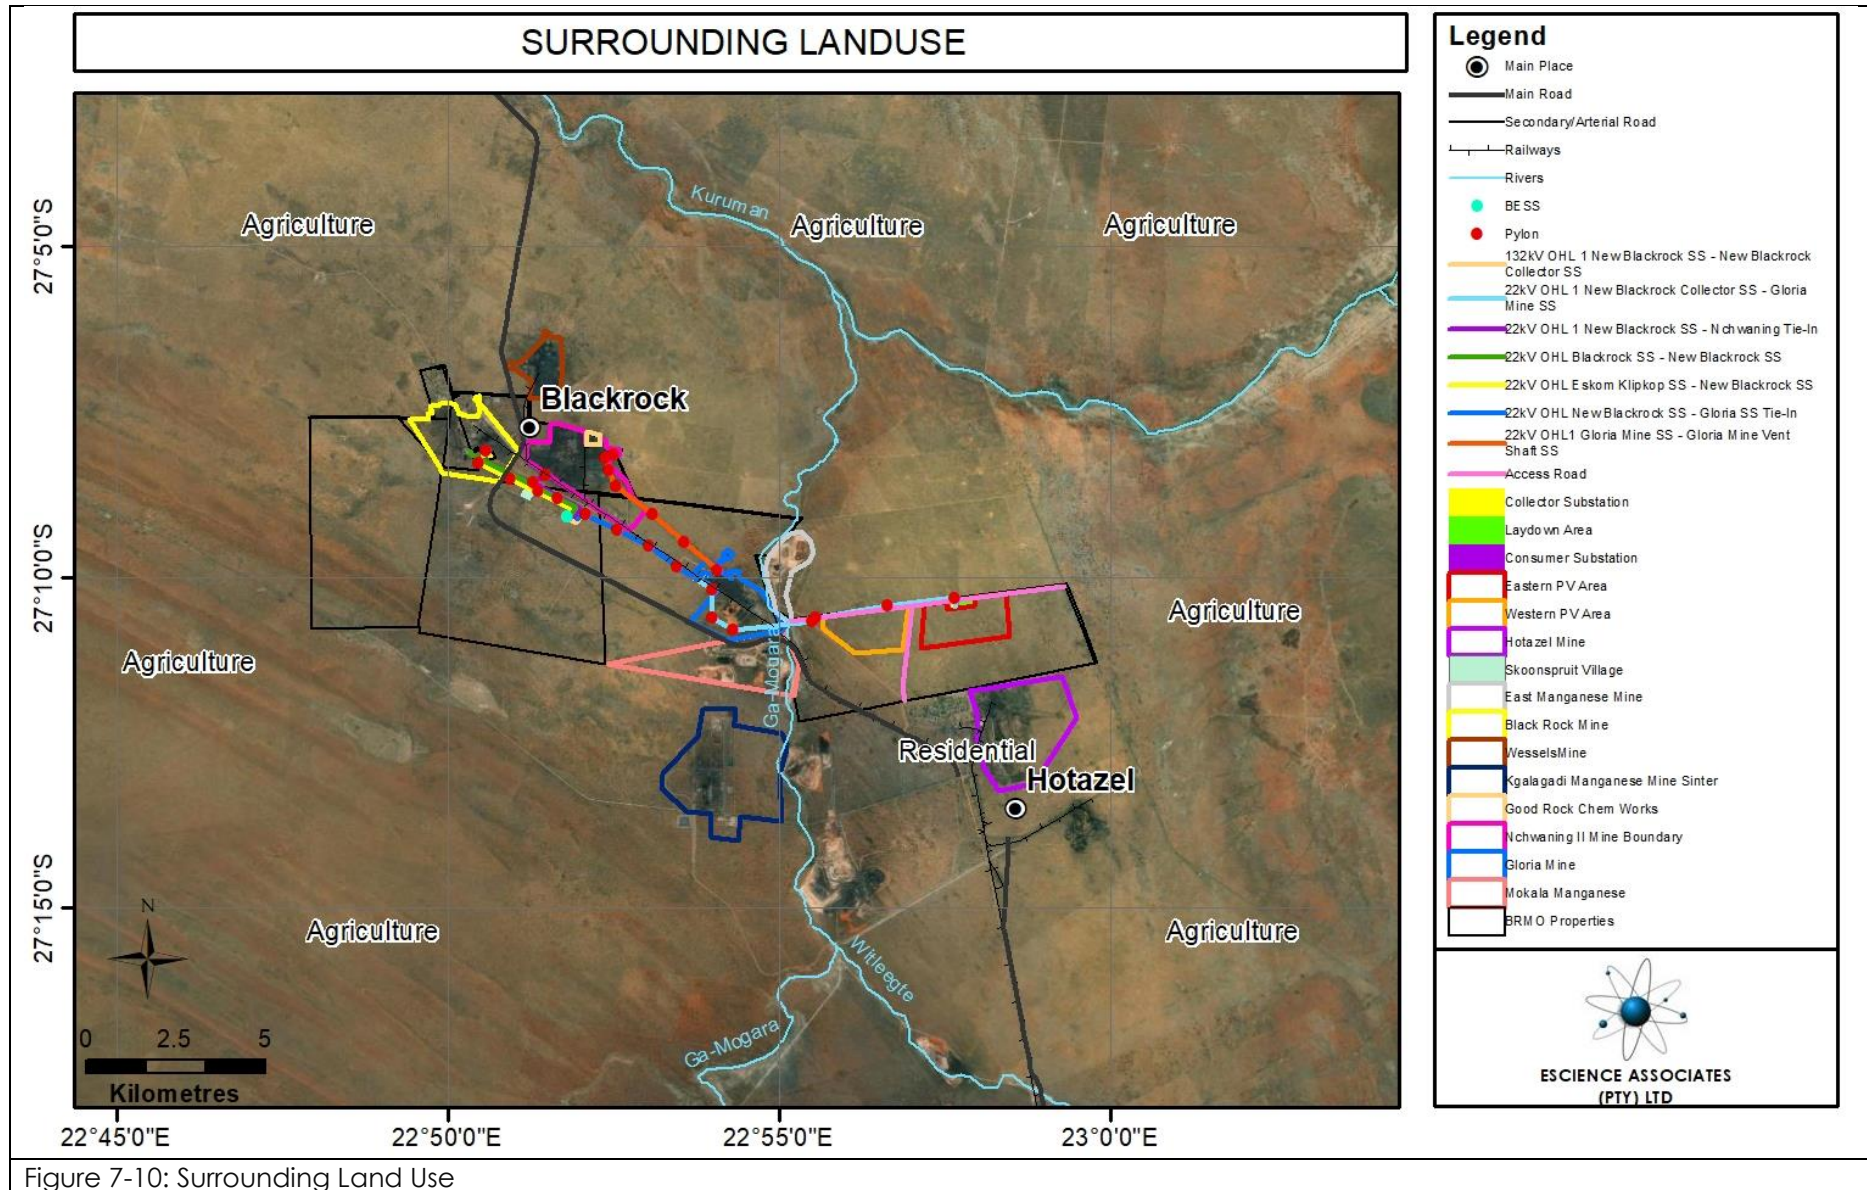 SURROUNDING LANDUSE
Kuruman
Agriculture
Agriculture
Agriculture
Blackrock
Agriculture
Agriculture
Ga-Mogara
Residential
Hotazel
Agriculture
Agriculture
Witleegte
Ga-Mogara
N
0 2.5 5
Kilometres
27°5'0"S
27°10'0"S
27°15'0"S
22°45'0"E
22°50'0"E
22°55'0"E
23°0'0"E
Legend
Main Place
Main Road
Secondary/Arterial Road
Railways
Rivers
BESS
Pylon
132kV OHL 1 New Blackrock SS - New Blackrock
Collector SS
22kV OHL 1 New Blackrock Collector SS - Gloria
Mine SS
22kV OHL 1 New Blackrock SS - Nchwaning Tie-In
22kV OHL Blackrock SS - New Blackrock SS
22kV OHL Eskom Klipkop SS - New Blackrock SS
22kV OHL New Blackrock SS - Gloria SS Tie-In
22kV OHL1 Gloria Mine SS - Gloria Mine Vent
Shaft SS
Access Road
Collector Substation
Laydown Area
Consumer Substation
Eastern PV Area
Western PV Area
Hotazel Mine
Skoonspruit Village
East Manganese Mine
Black Rock Mine
WesselsMine
Kgalagadi Manganese Mine Sinter
Good Rock Chem Works
Nchwaning II Mine Boundary
Gloria Mine
Mokala Manganese
BRMO Properties
ESCIENCE ASSOCIATES
(PTY) LTD
Figure 7-10: Surrounding Land Use